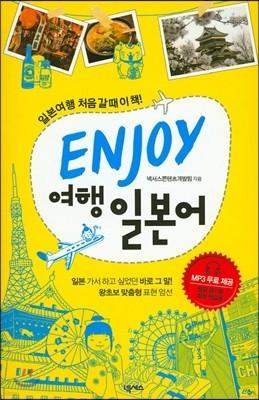 일본여행 처음 갈 때 이 책!
ENJOY
넥서스콘텐츠개발팀 지음
여행 일본어
일본 가서 하고 싶었던 바로 그 말!
왕초보 맞춤형 표현 엄선
MP3 무료 제공
넥서스